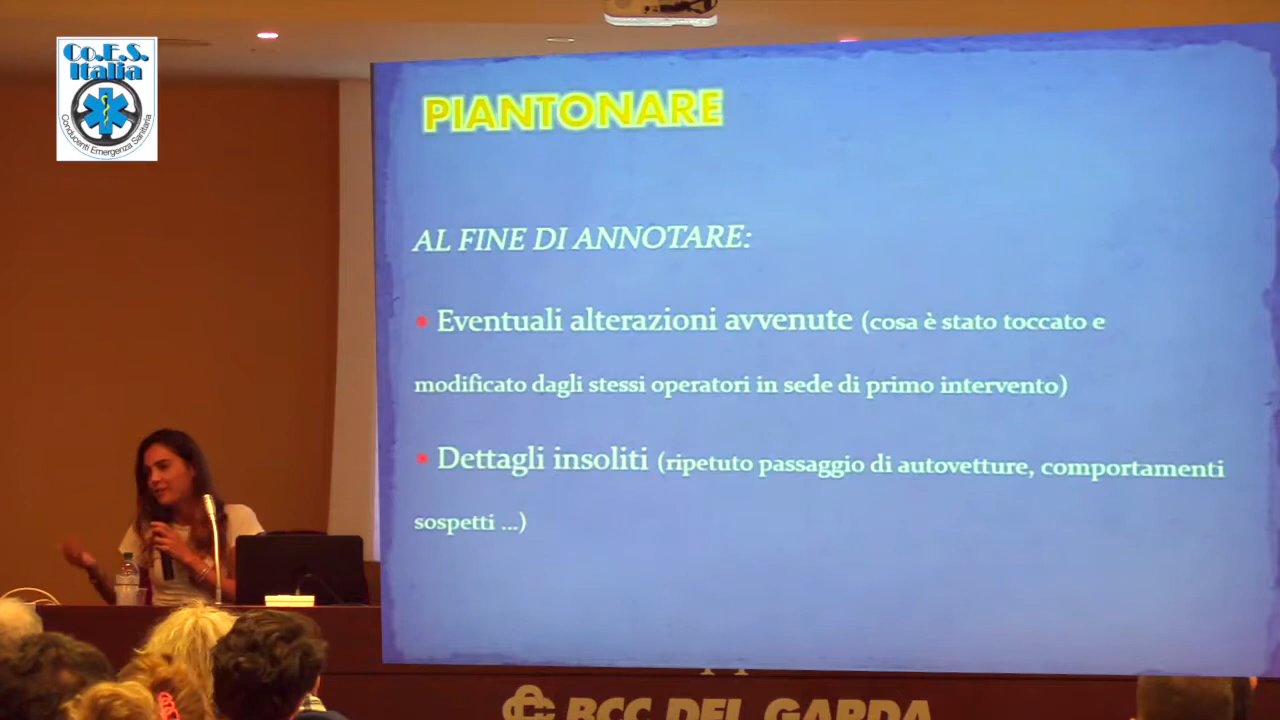 Co.E.S.
Italia
Conducenti Emergenza Sanitaria
PIANTONARE
AL FINE DI ANNOTARE:
• Eventuali alterazioni avvenute (cosa è stato toccato e
modificato dagli stessi operatori in sede di primo intervento)
• Dettagli insoliti (ripetuto passaggio di autovetture, comportamenti
sospetti ...)
BCC DEL GARDA